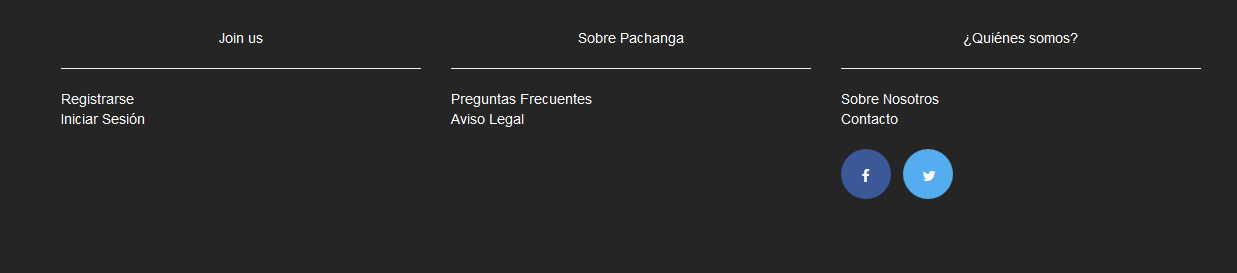 Join us
Registrarse
Iniciar Sesión
Sobre Pachanga
Preguntas Frecuentes
Aviso Legal
¿Quiénes somos?
Sobre Nosotros
Contacto